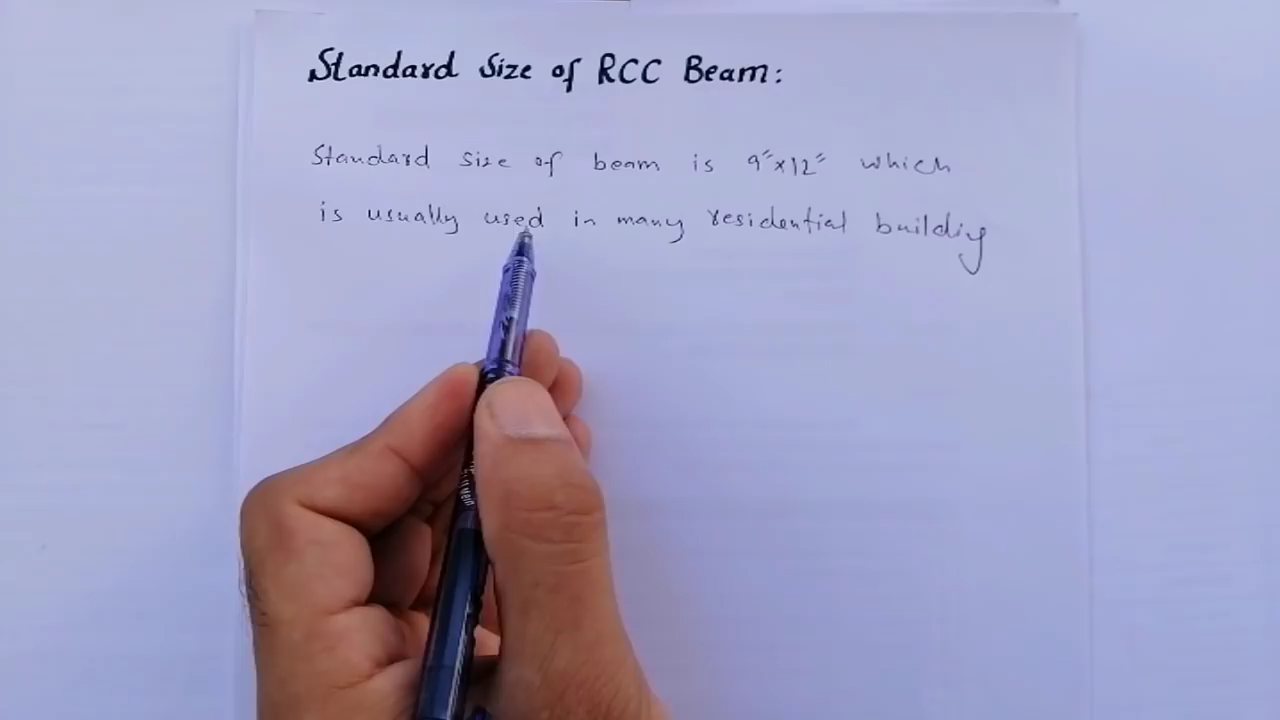 Standard Size of RCC Beam:
Standard size of beam is 9"x12" which
is usually used in many residential building